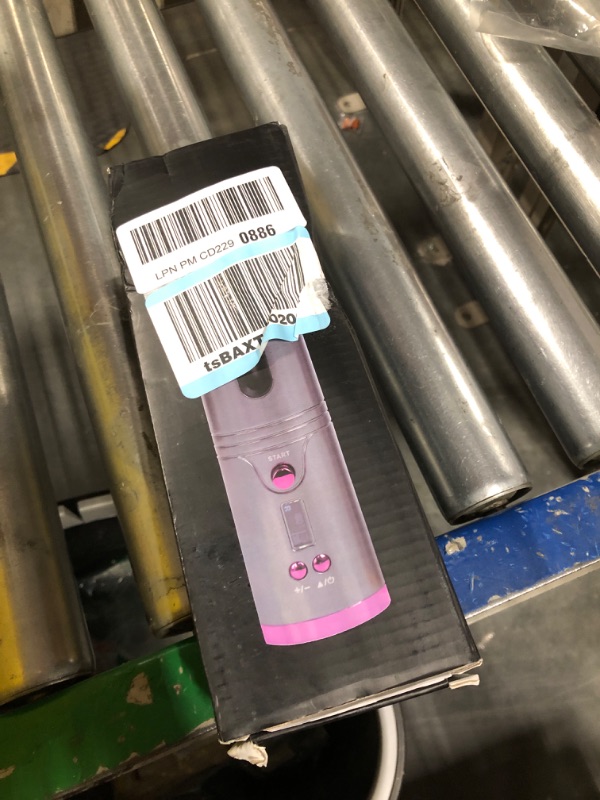 LPN PM CD229 0886
tsBAXT
020
START
+/- ▲/⏻